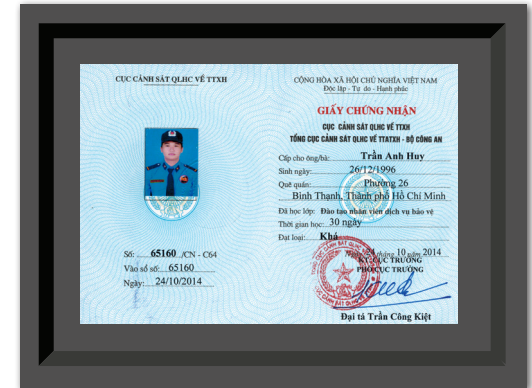 CỤC CẢNH SÁT QLHC VỀ TTXH
Số: 65160 /CN - C64
Vào sổ số: 65160
Ngày: 24/10/2014
CỘNG HÒA XÃ HỘI CHỦ NGHĨA VIỆT NAM
Độc lập - Tự do - Hạnh phúc
GIẤY CHỨNG NHẬN
CỤC CẢNH SÁT QLHC VỀ TTXH
TỔNG CỤC CẢNH SÁT QLHC VỀ TTATXH - BỘ CÔNG AN
Cấp cho ông/bà: Trần Anh Huy
Sinh ngày: 26/12/1996
Quê quán: Phường 26
Bình Thạnh, Thành phố Hồ Chí Minh
Đã học lớp: Đào tạo nhân viên dịch vụ bảo vệ
Thời gian học: 30 ngày
Đạt loại: Khá
Ngày 24 tháng 10 năm 2014
KT.CỤC TRƯỞNG
PHÓ CỤC TRƯỞNG
Đại tá Trần Công Kiệt